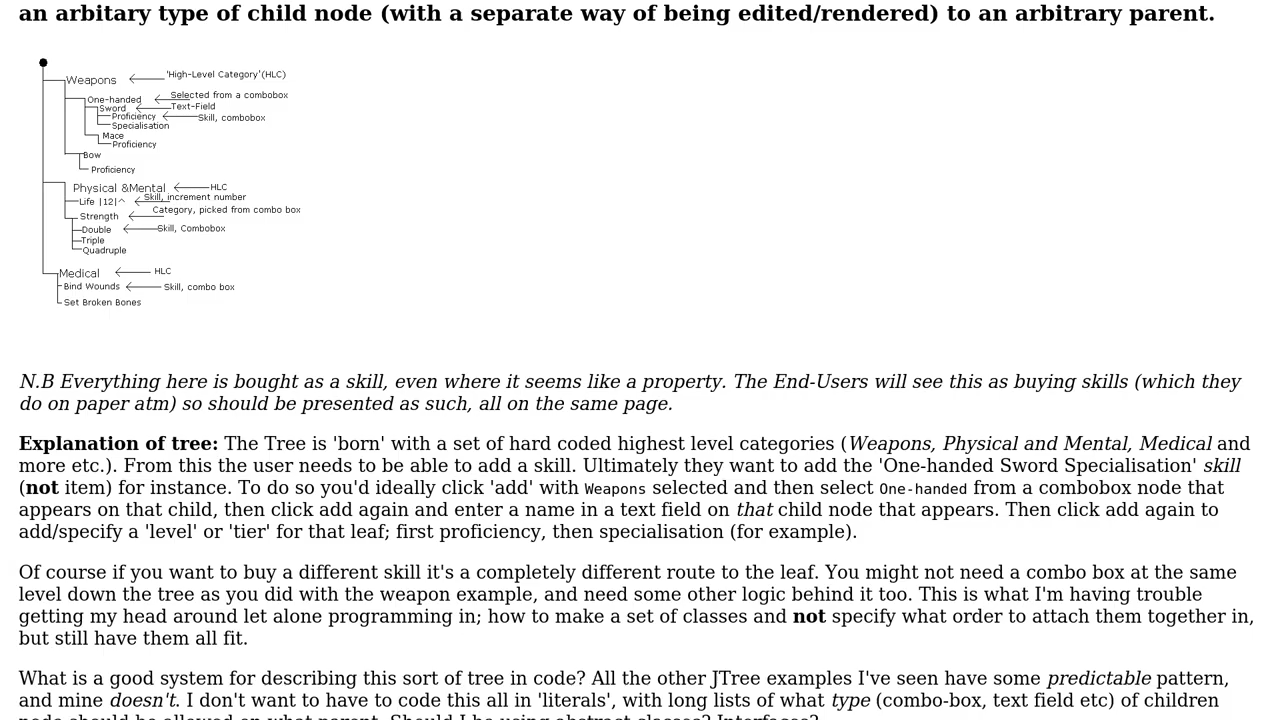 an arbitary type of child node (with a separate way of being edited/rendered) to an arbitrary parent.
Weapons 'High-Level Category'(HLC)
One-handed Selected from a combobox
Sword Text-Field
Proficiency Skill, combobox
Specialisation
Mace
Proficiency
Bow
Proficiency
Physical &Mental HLC
Life |12|^ Skill, increment number
Strength Category, picked from combo box
Double Skill, Combobox
Triple
Quadruple
Medical HLC
Bind Wounds Skill, combo box
Set Broken Bones
N.B Everything here is bought as a skill, even where it seems like a property. The End-Users will see this as buying skills (which they
do on paper atm) so should be presented as such, all on the same page.
Explanation of tree: The Tree is 'born' with a set of hard coded highest level categories (Weapons, Physical and Mental, Medical and
more etc.). From this the user needs to be able to add a skill. Ultimately they want to add the 'One-handed Sword Specialisation' skill
(not item) for instance. To do so you'd ideally click 'add' with Weapons selected and then select One-handed from a combobox node that
appears on that child, then click add again and enter a name in a text field on that child node that appears. Then click add again to
add/specify a 'level' or 'tier' for that leaf; first proficiency, then specialisation (for example).
Of course if you want to buy a different skill it's a completely different route to the leaf. You might not need a combo box at the same
level down the tree as you did with the weapon example, and need some other logic behind it too. This is what I'm having trouble
getting my head around let alone programming in; how to make a set of classes and not specify what order to attach them together in,
but still have them all fit.
What is a good system for describing this sort of tree in code? All the other JTree examples I've seen have some predictable pattern,
and mine doesn't. I don't want to have to code this all in 'literals', with long lists of what type (combo-box, text field etc) of children
node should be allowed on what parent. Should I be using abstract classes? Interfaces?